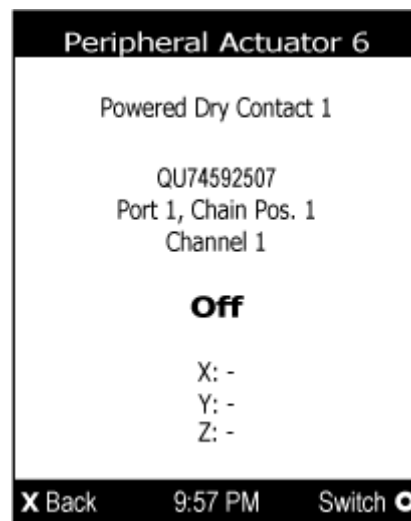 Peripheral Actuator 6
Powered Dry Contact 1
QU74592507
Port 1, Chain Pos. 1
Channel 1
Off
X: -
Y: -
Z: -
X Back 9:57 PM Switch O